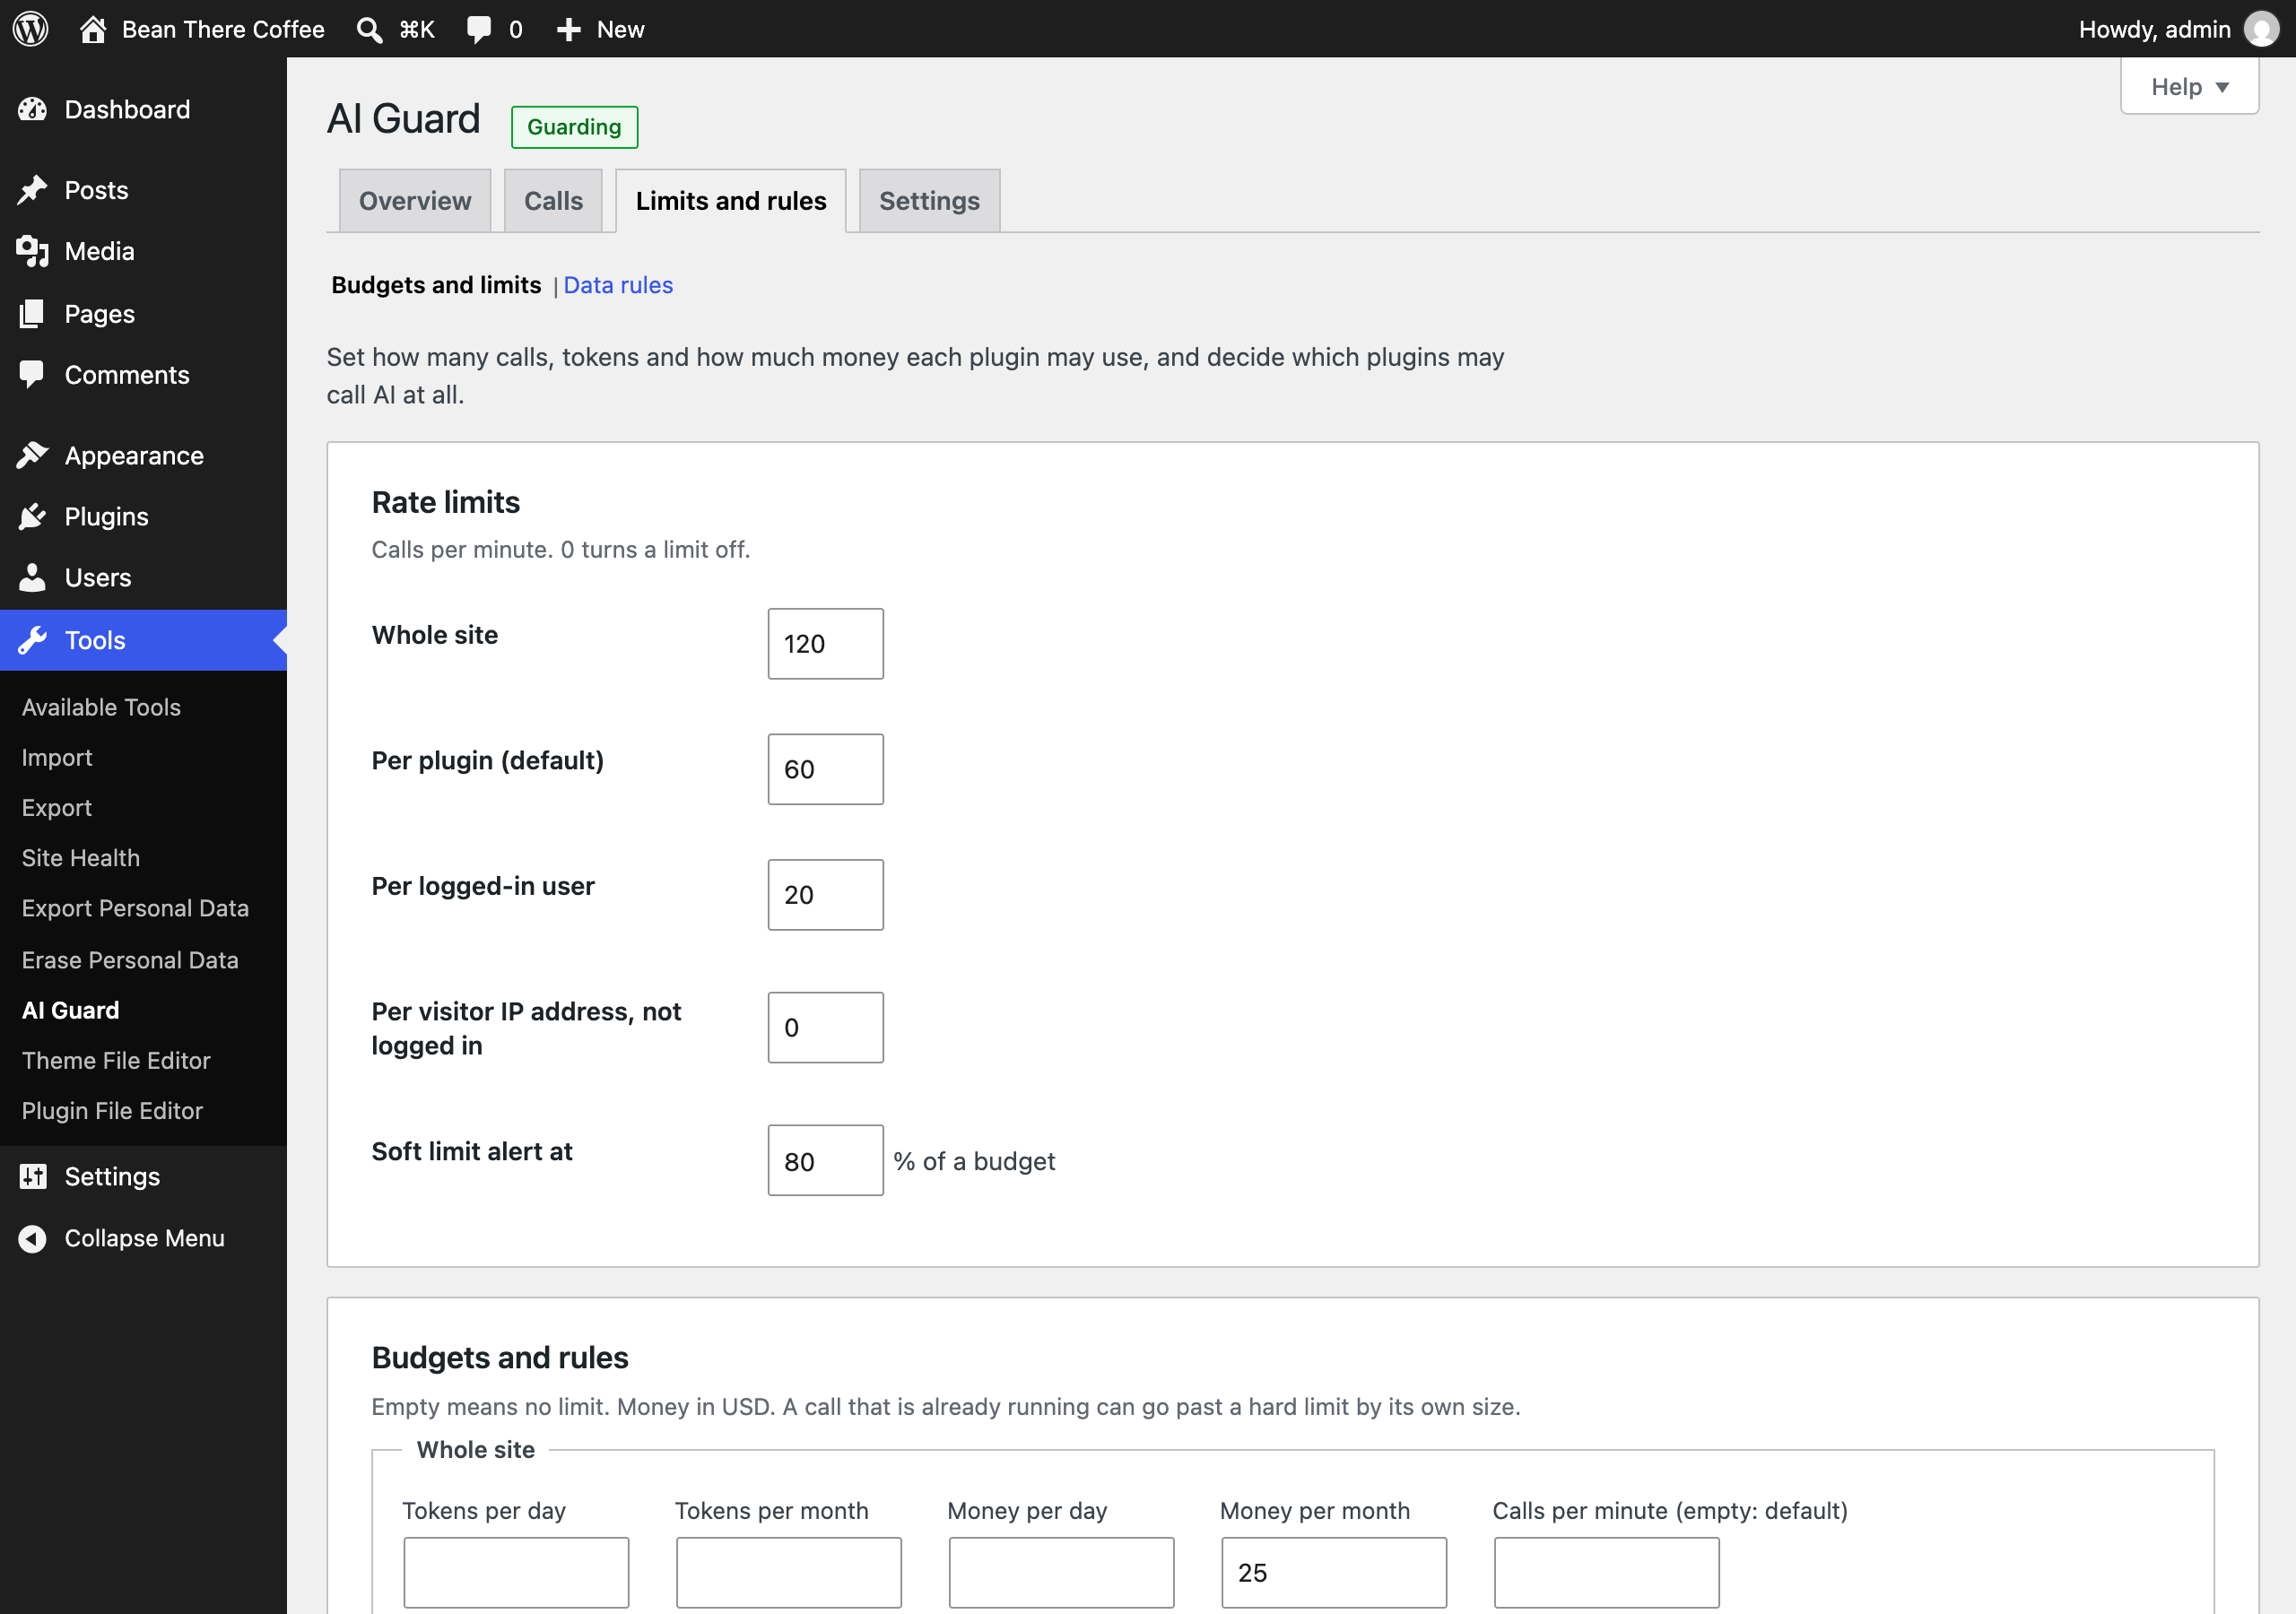 Bean There Coffee ⌘K 0 + New Howdy, admin
Help ▼
Dashboard
Posts
Media
Pages
Comments
Appearance
Plugins
Users
Tools
Available Tools
Import
Export
Site Health
Export Personal Data
Erase Personal Data
AI Guard
Theme File Editor
Plugin File Editor
Settings
Collapse Menu
AI Guard Guarding
Overview Calls Limits and rules Settings
Budgets and limits | Data rules
Set how many calls, tokens and how much money each plugin may use, and decide which plugins may
call AI at all.
Rate limits
Calls per minute. 0 turns a limit off.
Whole site 120
Per plugin (default) 60
Per logged-in user 20
Per visitor IP address, not
logged in 0
Soft limit alert at 80 % of a budget
Budgets and rules
Empty means no limit. Money in USD. A call that is already running can go past a hard limit by its own size.
Whole site
Tokens per day Tokens per month Money per day Money per month Calls per minute (empty: default)
25